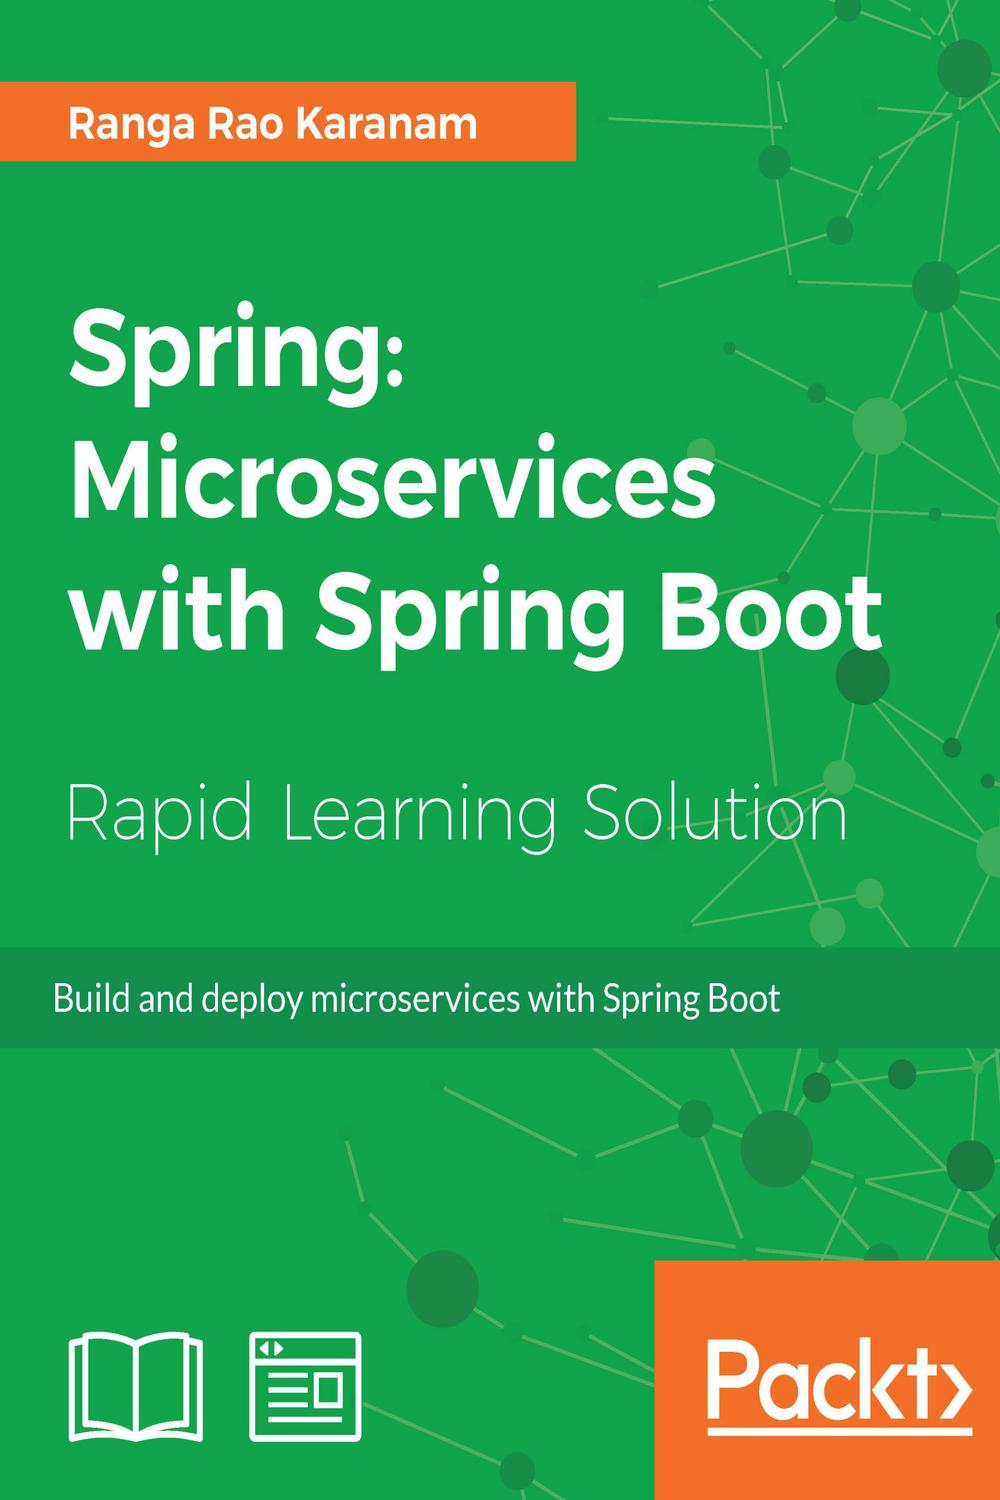 Ranga Rao Karanam
Spring:
Microservices
with Spring Boot
Rapid Learning Solution
Build and deploy microservices with Spring Boot
Packt